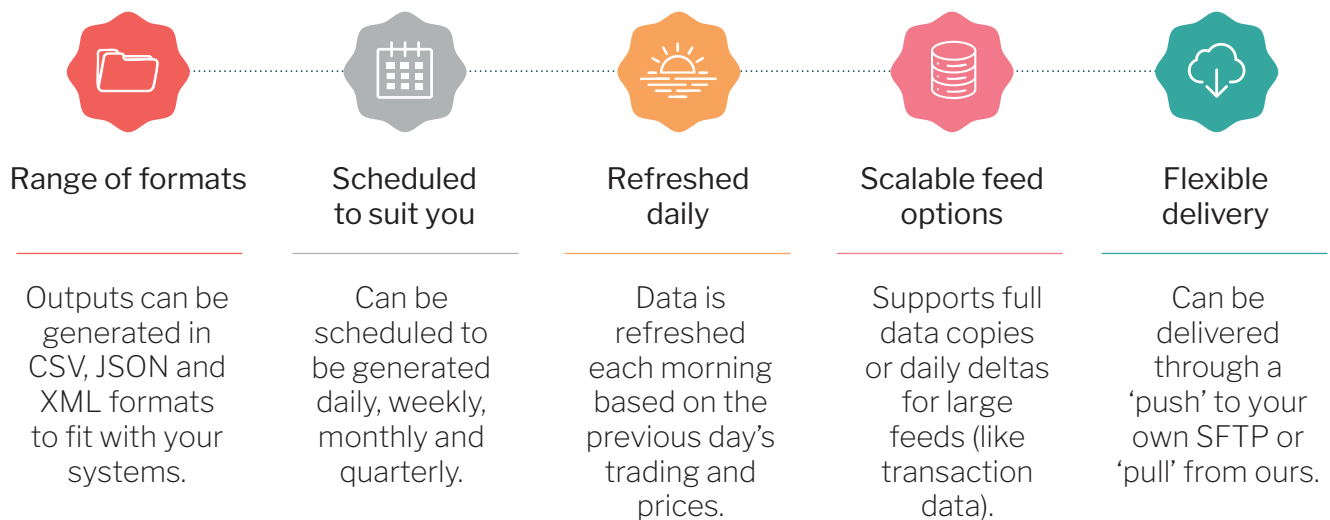 Range of formats
Outputs can be
generated in
CSV, JSON and
XML formats
to fit with your
systems.
Scheduled
to suit you
Can be
scheduled to
be generated
daily, weekly,
monthly and
quarterly.
Refreshed
daily
Data is
refreshed
each morning
based on the
previous day’s
trading and
prices.
Scalable feed
options
Supports full
data copies
or daily deltas
for large
feeds (like
transaction
data).
Flexible
delivery
Can be
delivered
through a
‘push’ to your
own SFTP or
‘pull’ from ours.